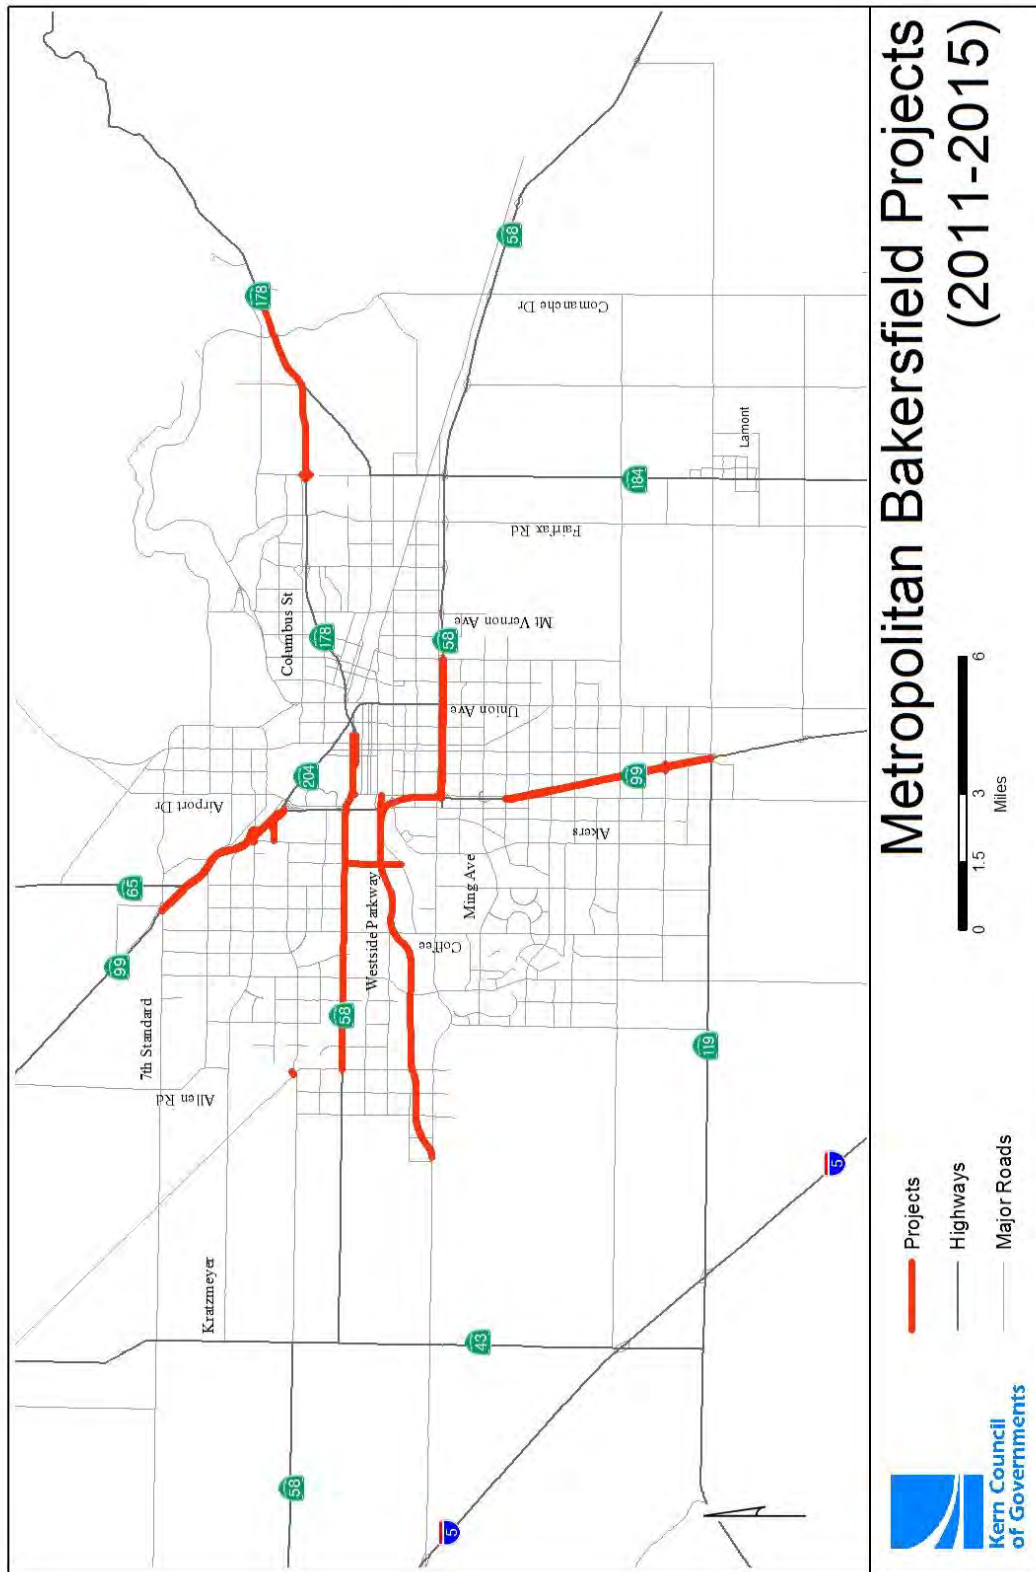 Metropolitan Bakersfield Projects
(2011-2015)
178
58
Comanche Dr
Lamont
184
Fairfax Rd
Columbus St
178
Mt Vernon Ave
58
Union Ave
204
99
Airport Dr
Akers
65
Ming Ave
Westside Parkway
Coffee
99
58
7th Standard
119
Allen Rd
5
Kratzmeyer
43
58
5
0
1.5
3
6
Miles
Projects
Highways
Major Roads
Kern Council
of Governments